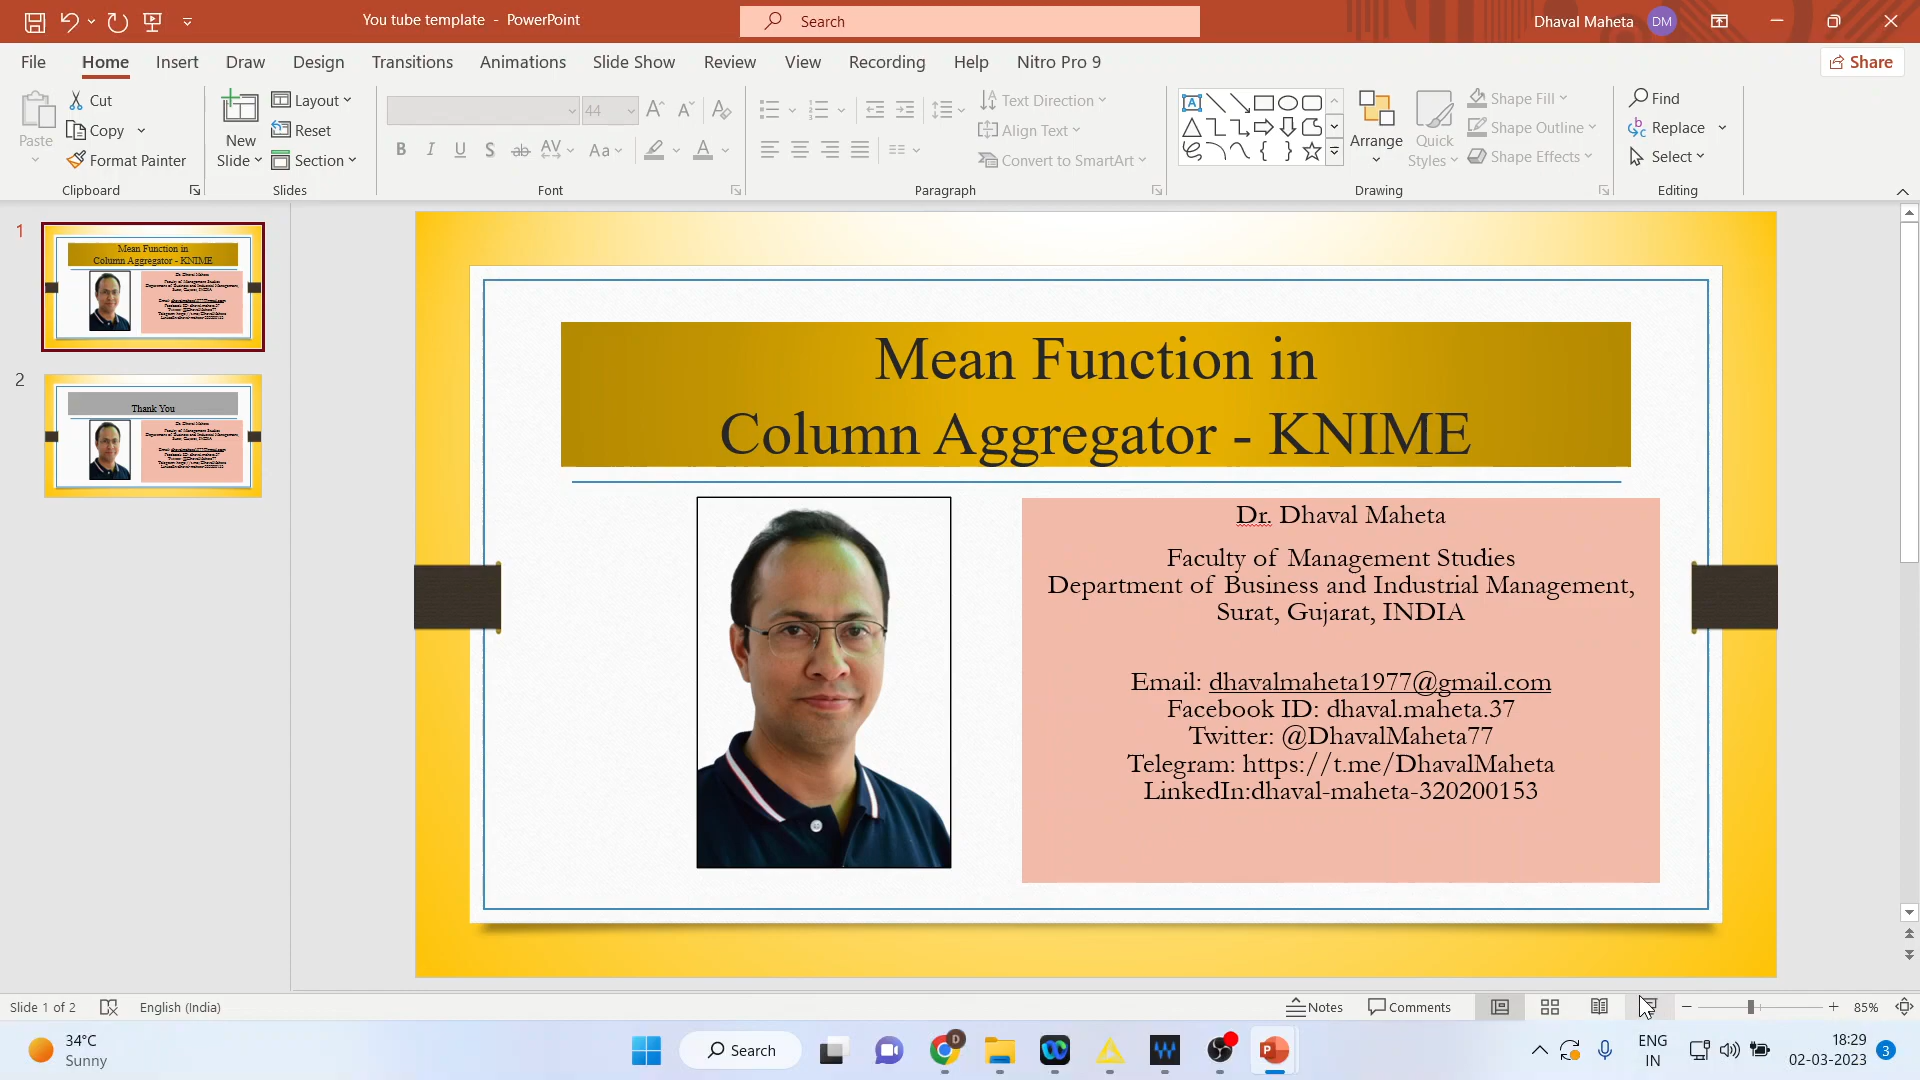 You tube template - PowerPoint
Search
Dhaval Maheta DM
File Home Insert Draw Design Transitions Animations Slide Show Review View Recording Help Nitro Pro 9 Share
Paste
Cut
Copy
Format Painter
Clipboard
New Slide
Layout
Reset
Section
Slides
44
Font
Text Direction
Align Text
Convert to SmartArt
Paragraph
Arrange
Quick Styles
Shape Fill
Shape Outline
Shape Effects
Drawing
Find
Replace
Select
Editing
1
Mean Function in
Column Aggregator - KNIME
2
Thank You
Mean Function in
Column Aggregator - KNIME
Dr. Dhaval Maheta
Faculty of Management Studies
Department of Business and Industrial Management,
Surat, Gujarat, INDIA
Email: dhavalmaheta1977@gmail.com
Facebook ID: dhaval.maheta.37
Twitter: @DhavalMaheta77
Telegram: https://t.me/DhavalMaheta
LinkedIn:dhaval-maheta-320200153
Slide 1 of 2 English (India) Notes Comments 85%
34°C
Sunny
Search
ENG
IN
18:29
02-03-2023
3